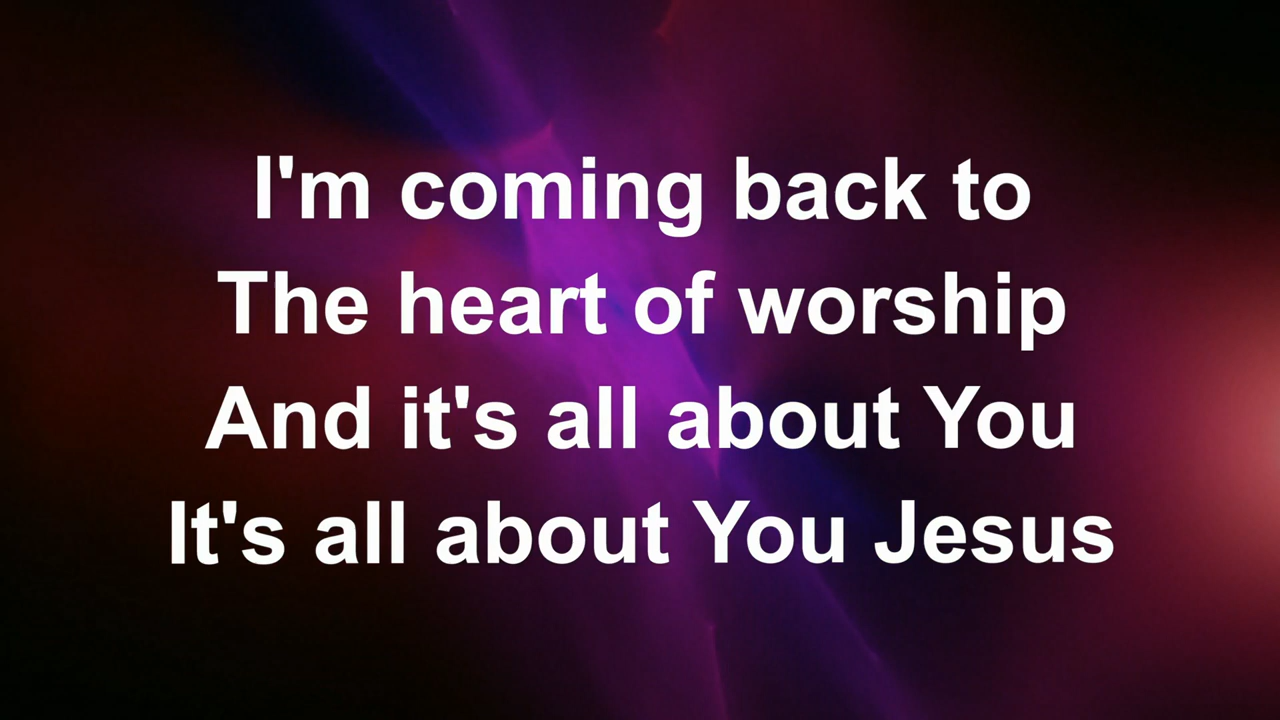 I'm coming back to
The heart of worship
And it's all about You
It's all about You Jesus